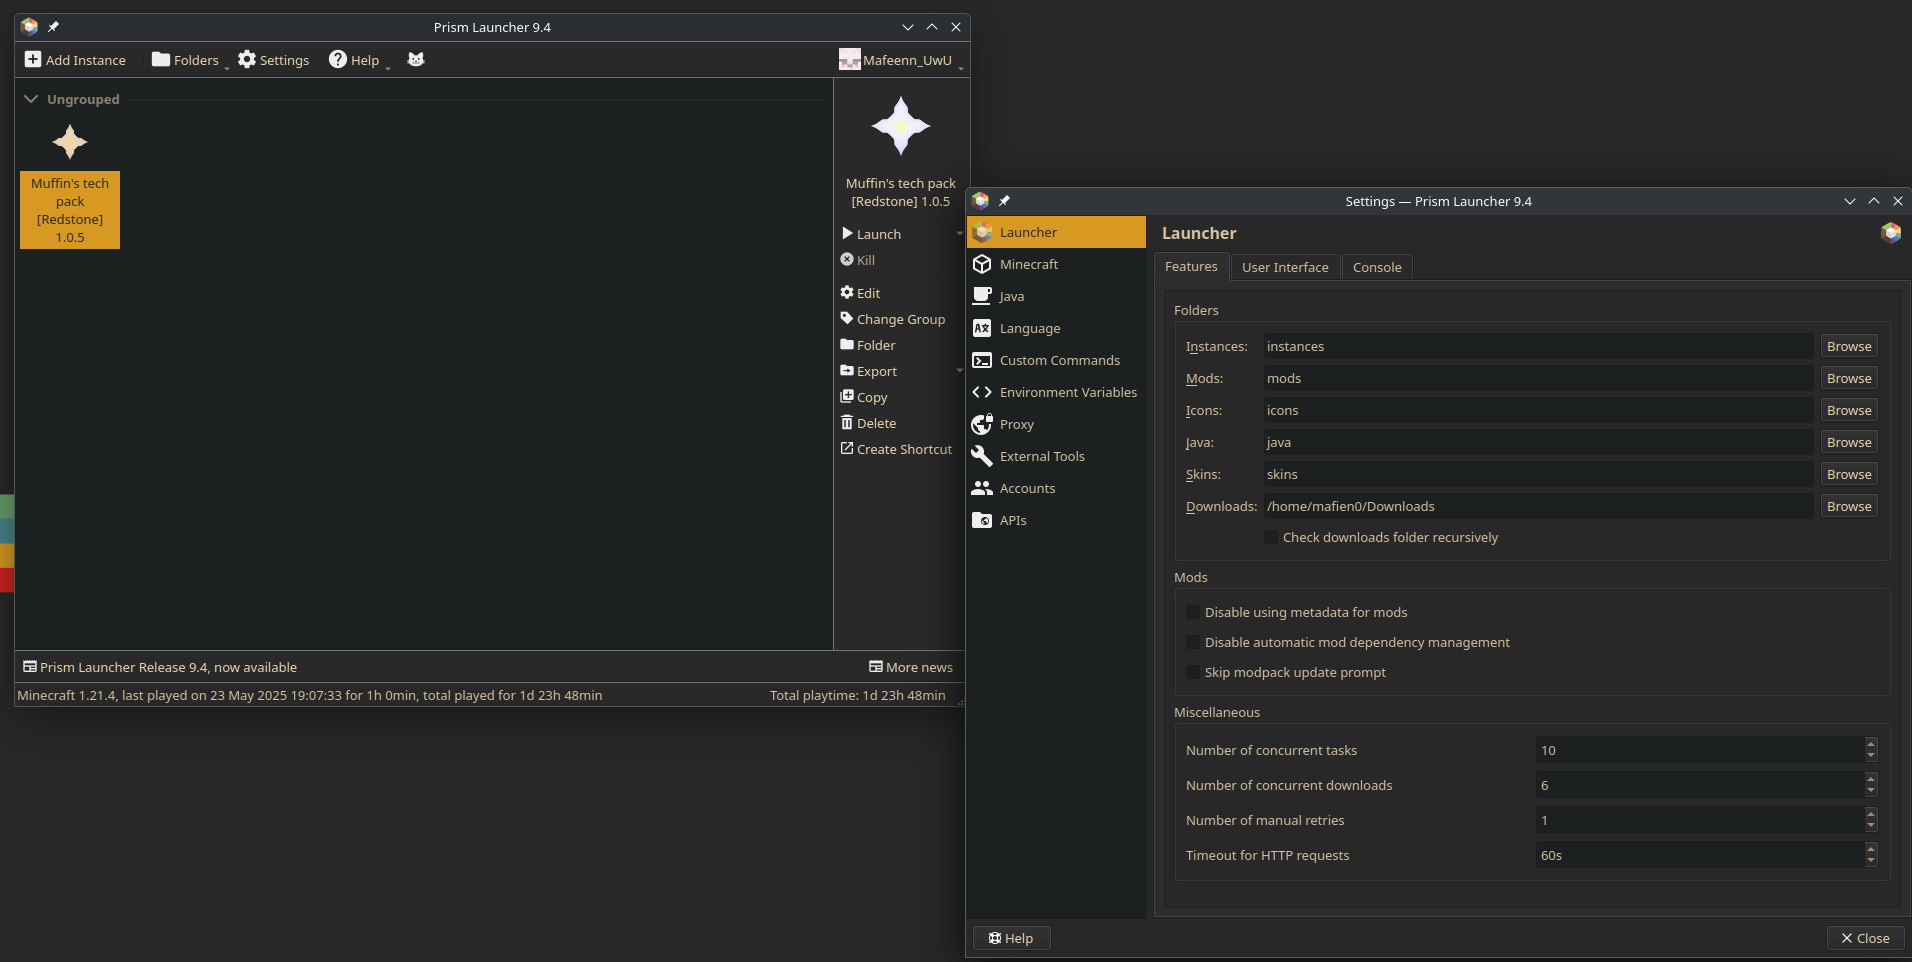 Prism Launcher 9.4
Add Instance
Folders
Settings
Help
Mafeenn_UwU
Ungrouped
Muffin's tech
pack
[Redstone]
1.0.5
Muffin's tech pack
[Redstone] 1.0.5
Launch
Kill
Edit
Change Group
Folder
Export
Copy
Delete
Create Shortcut
Prism Launcher Release 9.4, now available
More news
Minecraft 1.21.4, last played on 23 May 2025 19:07:33 for 1h 0min, total played for 1d 23h 48min
Total playtime: 1d 23h 48min
Settings — Prism Launcher 9.4
Launcher
Minecraft
Java
Language
Custom Commands
Environment Variables
Proxy
External Tools
Accounts
APIs
Launcher
Features
User Interface
Console
Folders
Instances: instances Browse
Mods: mods Browse
Icons: icons Browse
Java: java Browse
Skins: skins Browse
Downloads: /home/mafien0/Downloads Browse
Check downloads folder recursively
Mods
Disable using metadata for mods
Disable automatic mod dependency management
Skip modpack update prompt
Miscellaneous
Number of concurrent tasks 10
Number of concurrent downloads 6
Number of manual retries 1
Timeout for HTTP requests 60s
Help
Close